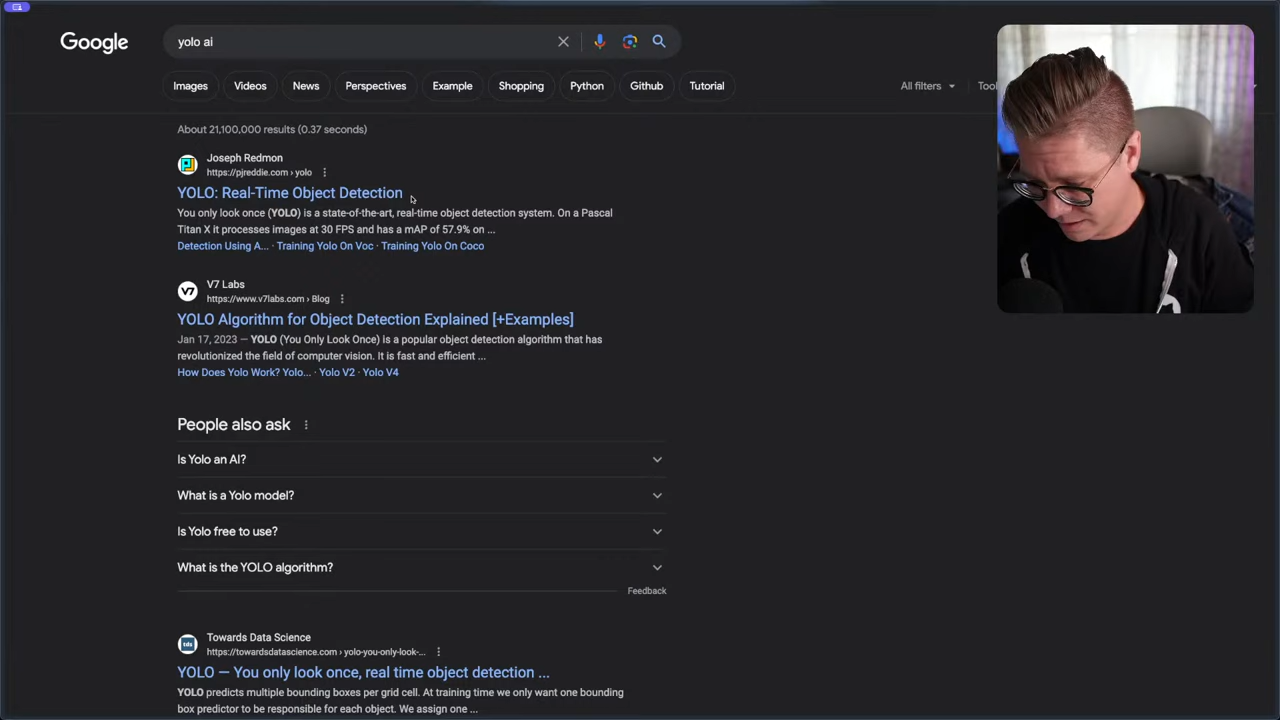 Google
yolo ai
Images
Videos
News
Perspectives
Example
Shopping
Python
Github
Tutorial
All filters
About 21,100,000 results (0.37 seconds)
Joseph Redmon
https://pjreddie.com › yolo
YOLO: Real-Time Object Detection
You only look once (YOLO) is a state-of-the-art, real-time object detection system. On a Pascal
Titan X it processes images at 30 FPS and has a mAP of 57.9% on ...
Detection Using A... · Training Yolo On Voc · Training Yolo On Coco
V7
V7 Labs
https://www.v7labs.com › Blog
YOLO Algorithm for Object Detection Explained [+Examples]
Jan 17, 2023 — YOLO (You Only Look Once) is a popular object detection algorithm that has
revolutionized the field of computer vision. It is fast and efficient ...
How Does Yolo Work? Yolo... · Yolo V2 · Yolo V4
People also ask
Is Yolo an AI?
What is a Yolo model?
Is Yolo free to use?
What is the YOLO algorithm?
Feedback
tds
Towards Data Science
https://towardsdatascience.com › yolo-you-only-look-...
YOLO — You only look once, real time object detection ...
YOLO predicts multiple bounding boxes per grid cell. At training time we only want one bounding
box predictor to be responsible for each object. We assign one ...